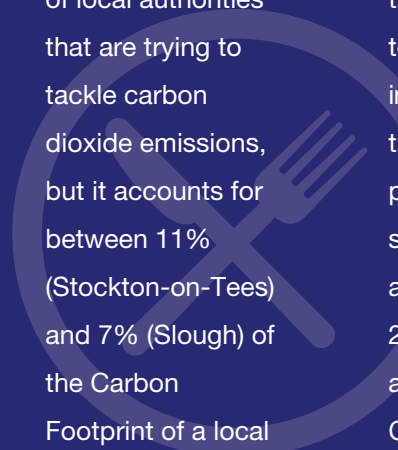 of local authorities
that are trying to
tackle carbon
dioxide emissions,
but it accounts for
between 11%
(Stockton-on-Tees)
and 7% (Slough) of
the Carbon
Footprint of a local